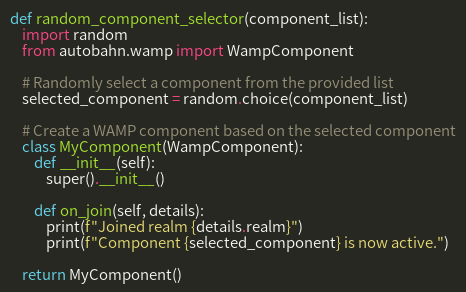 def random_component_selector(component_list):
    import random
    from autobahn.wamp import WampComponent

    # Randomly select a component from the provided list
    selected_component = random.choice(component_list)

    # Create a WAMP component based on the selected component
    class MyComponent(WampComponent):
        def __init__(self):
            super().__init__()

        def on_join(self, details):
            print(f"Joined realm {details.realm}")
            print(f"Component {selected_component} is now active.")

    return MyComponent()